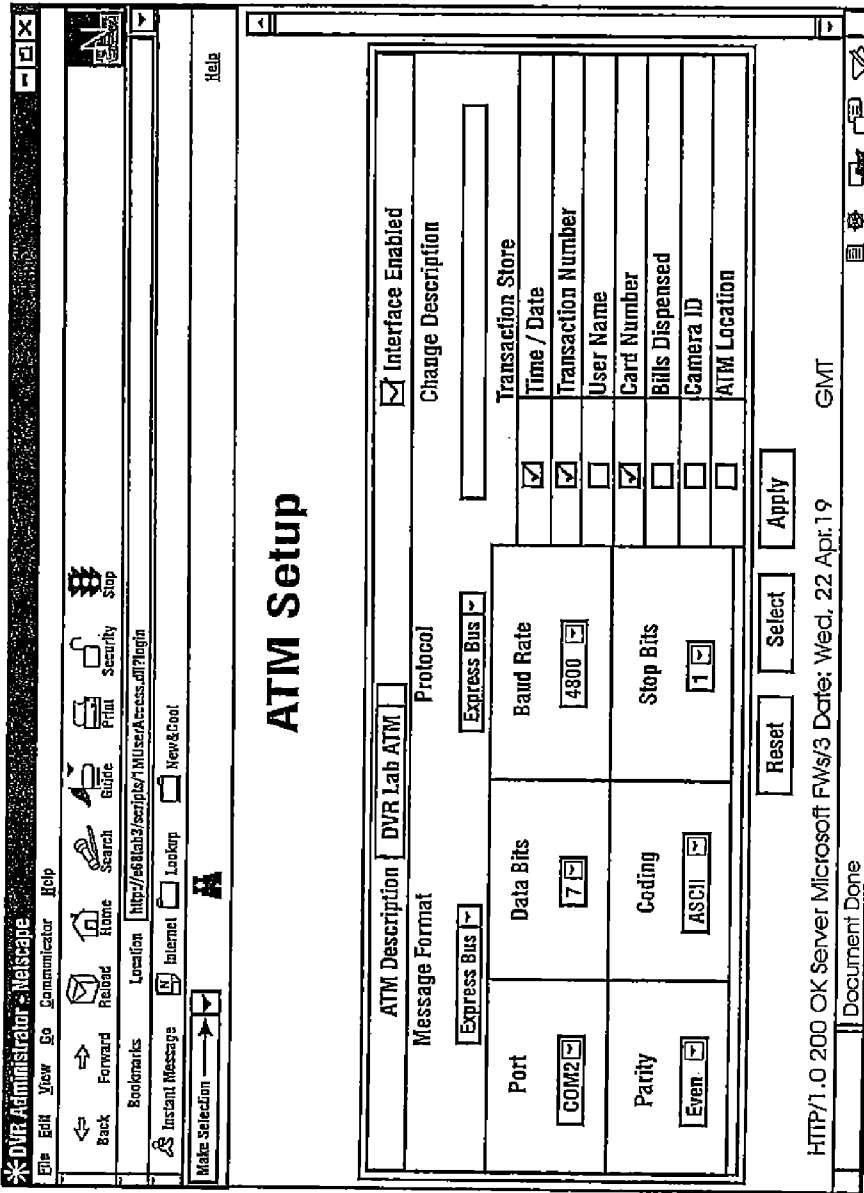 DVR Administrator - Netscape
File Edit View Go Communicator Help
Back Forward Reload Home Search Guide Print Security Stop
N
Bookmarks Location http://e68lab3/scripts/1MUserAccess.dll?login
Instant Message Internet Lookup New&Cool
Make Selection Help
ATM Setup
ATM Description DVR Lab ATM Interface Enabled
Message Format Protocol Change Description
Express Bus Express Bus
Port Data Bits Baud Rate Transaction Store
COM2 7 4800 Time / Date
Transaction Number
User Name
Parity Coding Stop Bits Card Number
Even ASCII 1 Bills Dispensed
Camera ID
ATM Location
Reset Select Apply
HTTP/1.0 200 OK Server Microsoft FWs/3 Date: Wed, 22 Apr.19 GMT
Document Done